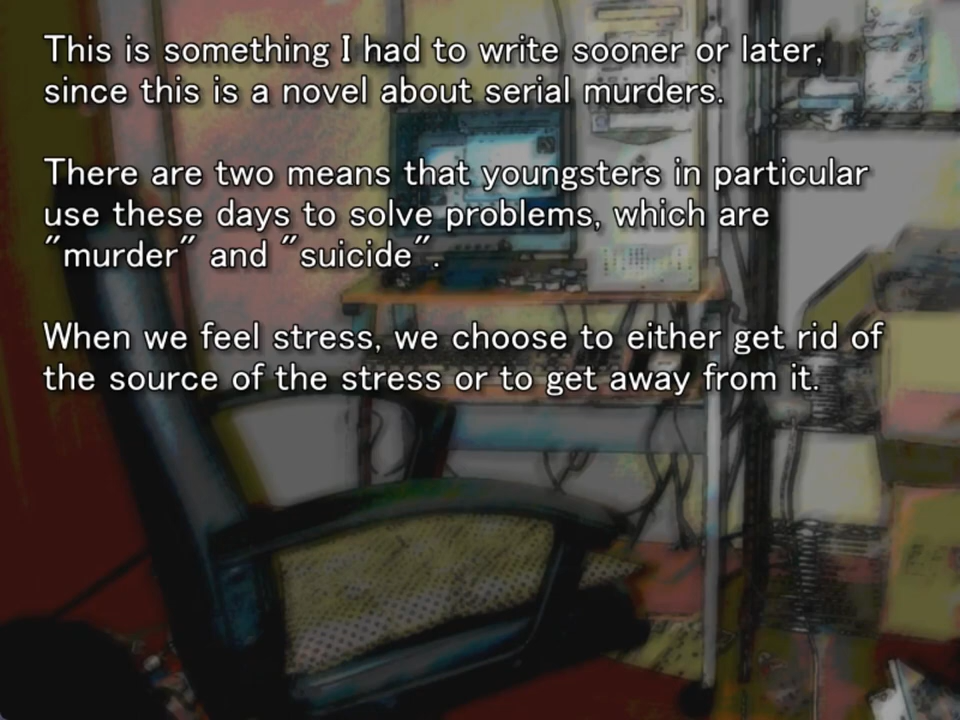 This is something I had to write sooner or later,
since this is a novel about serial murders.
There are two means that youngsters in particular
use these days to solve problems, which are
"murder" and "suicide".
When we feel stress, we choose to either get rid of
the source of the stress or to get away from it.